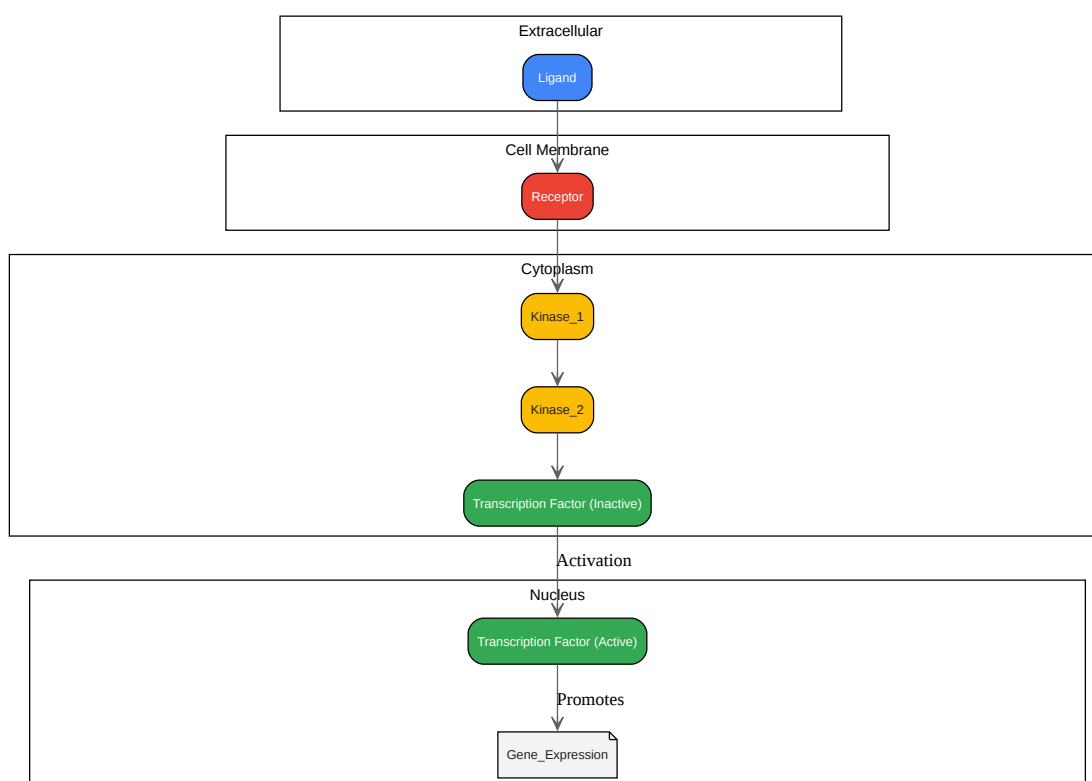 Extracellular
Ligand
Cell Membrane
Receptor
Cytoplasm
Kinase_1
Kinase_2
Transcription Factor (Inactive)
Activation
Nucleus
Transcription Factor (Active)
Promotes
Gene_Expression